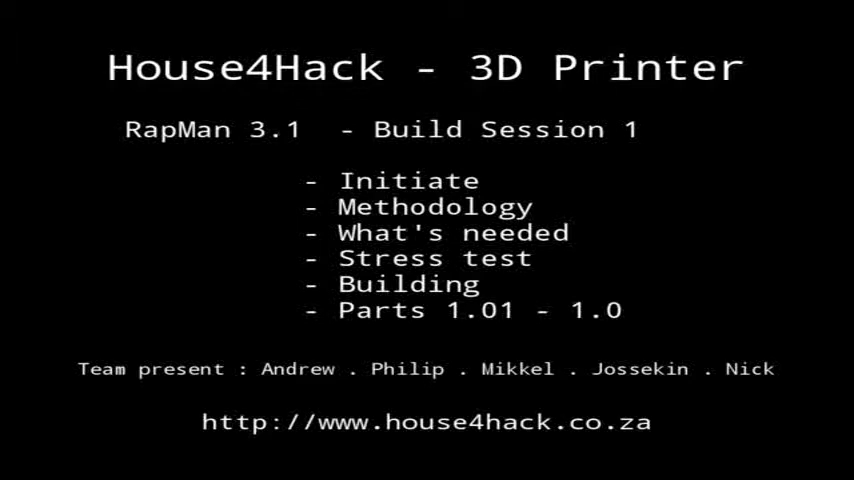 House4Hack - 3D Printer
RapMan 3.1 - Build Session 1
- Initiate
- Methodology
- What's needed
- Stress test
- Building
- Parts 1.01 - 1.0
Team present : Andrew . Philip . Mikkel . Jossekin . Nick
http://www.house4hack.co.za